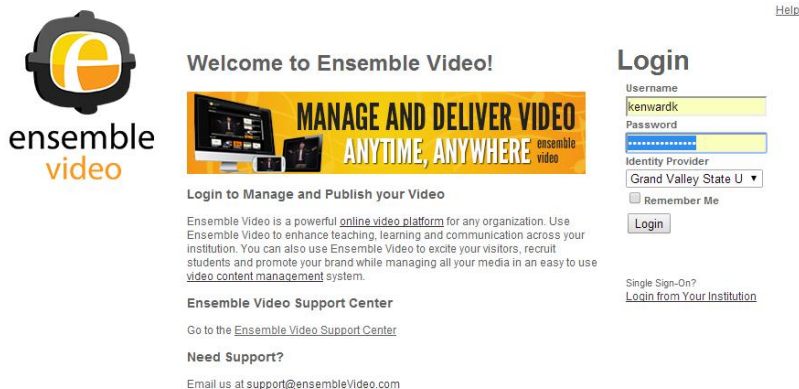 Help
e
ensemble
video
Welcome to Ensemble Video!
MANAGE AND DELIVER VIDEO
ANYTIME, ANYWHERE ensemble video
Login to Manage and Publish your Video
Ensemble Video is a powerful online video platform for any organization. Use
Ensemble Video to enhance teaching, learning and communication across your
institution. You can also use Ensemble Video to excite your visitors, recruit
students and promote your brand while managing all your media in an easy to use
video content management system.
Ensemble Video Support Center
Go to the Ensemble Video Support Center
Need Support?
Email us at support@ensembleVideo.com
Login
Username
kenwardk
Password
Identity Provider
Grand Valley State U
Remember Me
Login
Single Sign-On?
Login from Your Institution